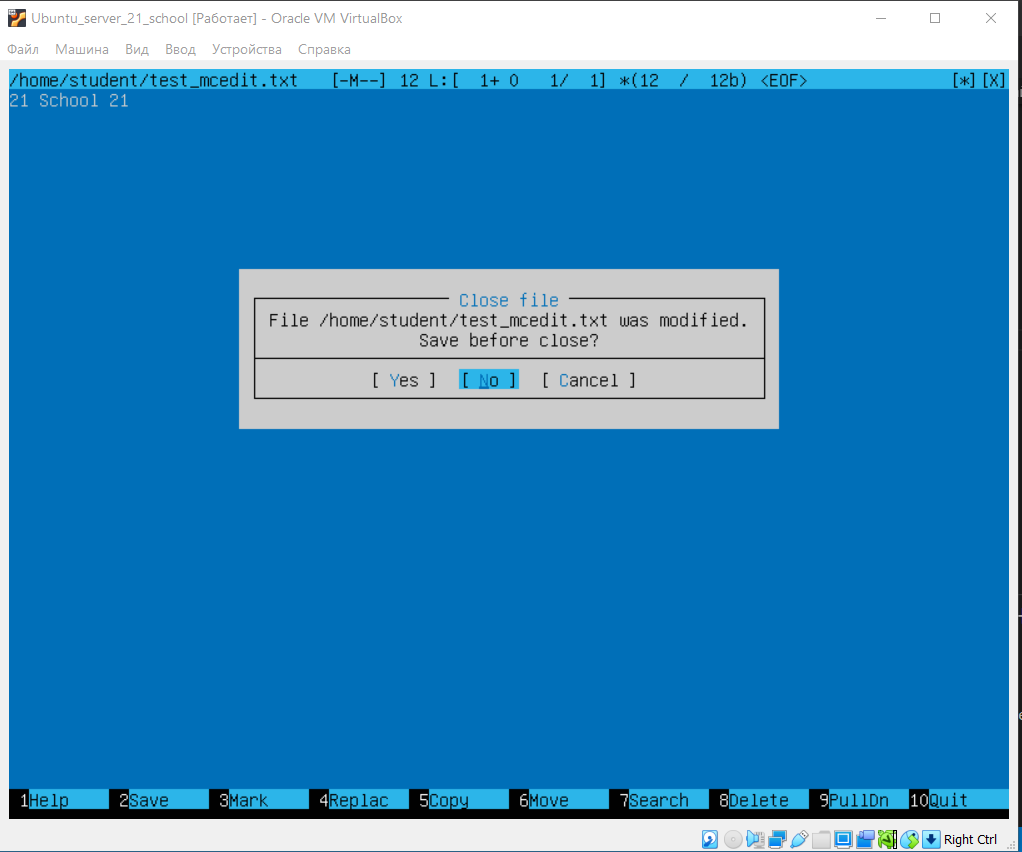 Ubuntu_server_21_school [Работает] - Oracle VM VirtualBox
Файл Машина Вид Ввод Устройства Справка
/home/student/test_mcedit.txt [-M--] 12 L:[ 1+ 0 1/ 1] *(12 / 12b) <EOF> [*][X]
21 School 21
Close file
File /home/student/test_mcedit.txt was modified.
Save before close?
[ Yes ] [ No ] [ Cancel ]
1Help 2Save 3Mark 4Replac 5Copy 6Move 7Search 8Delete 9PullDn 10Quit
Right Ctrl